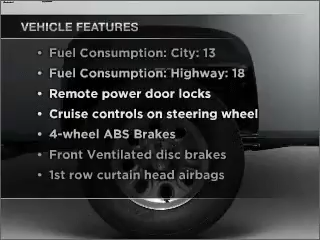 VEHICLE FEATURES
• Fuel Consumption: City: 13
• Fuel Consumption: Highway: 18
• Remote power door locks
• Cruise controls on steering wheel
• 4-wheel ABS Brakes
• Front Ventilated disc brakes
• 1st row curtain head airbags